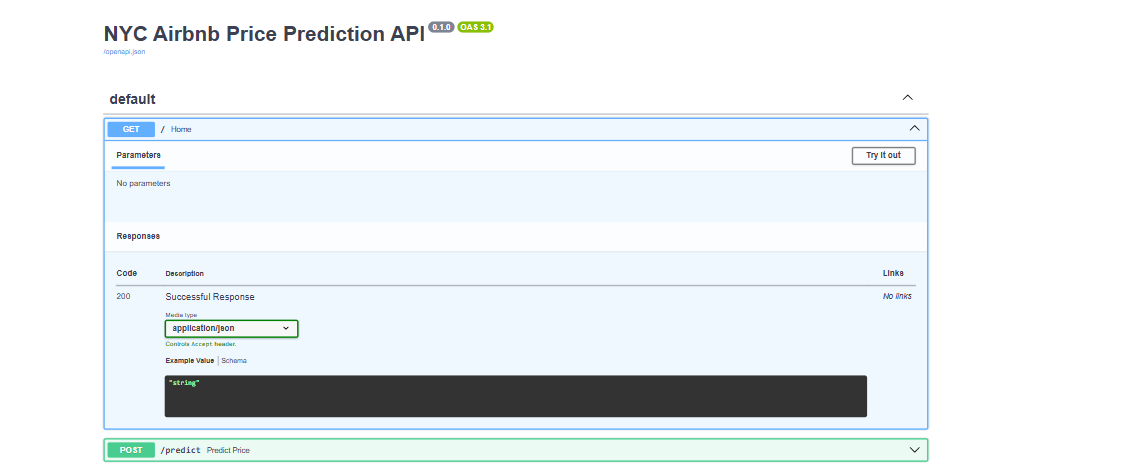 NYC Airbnb Price Prediction API 0.1.0 OAS 3.1
/openapi.json
default
GET / Home
Parameters Try it out
No parameters
Responses
Code Description Links
200 Successful Response No links
Media type
application/json
Controls Accept header.
Example Value Schema
"string"
POST /predict Predict Price